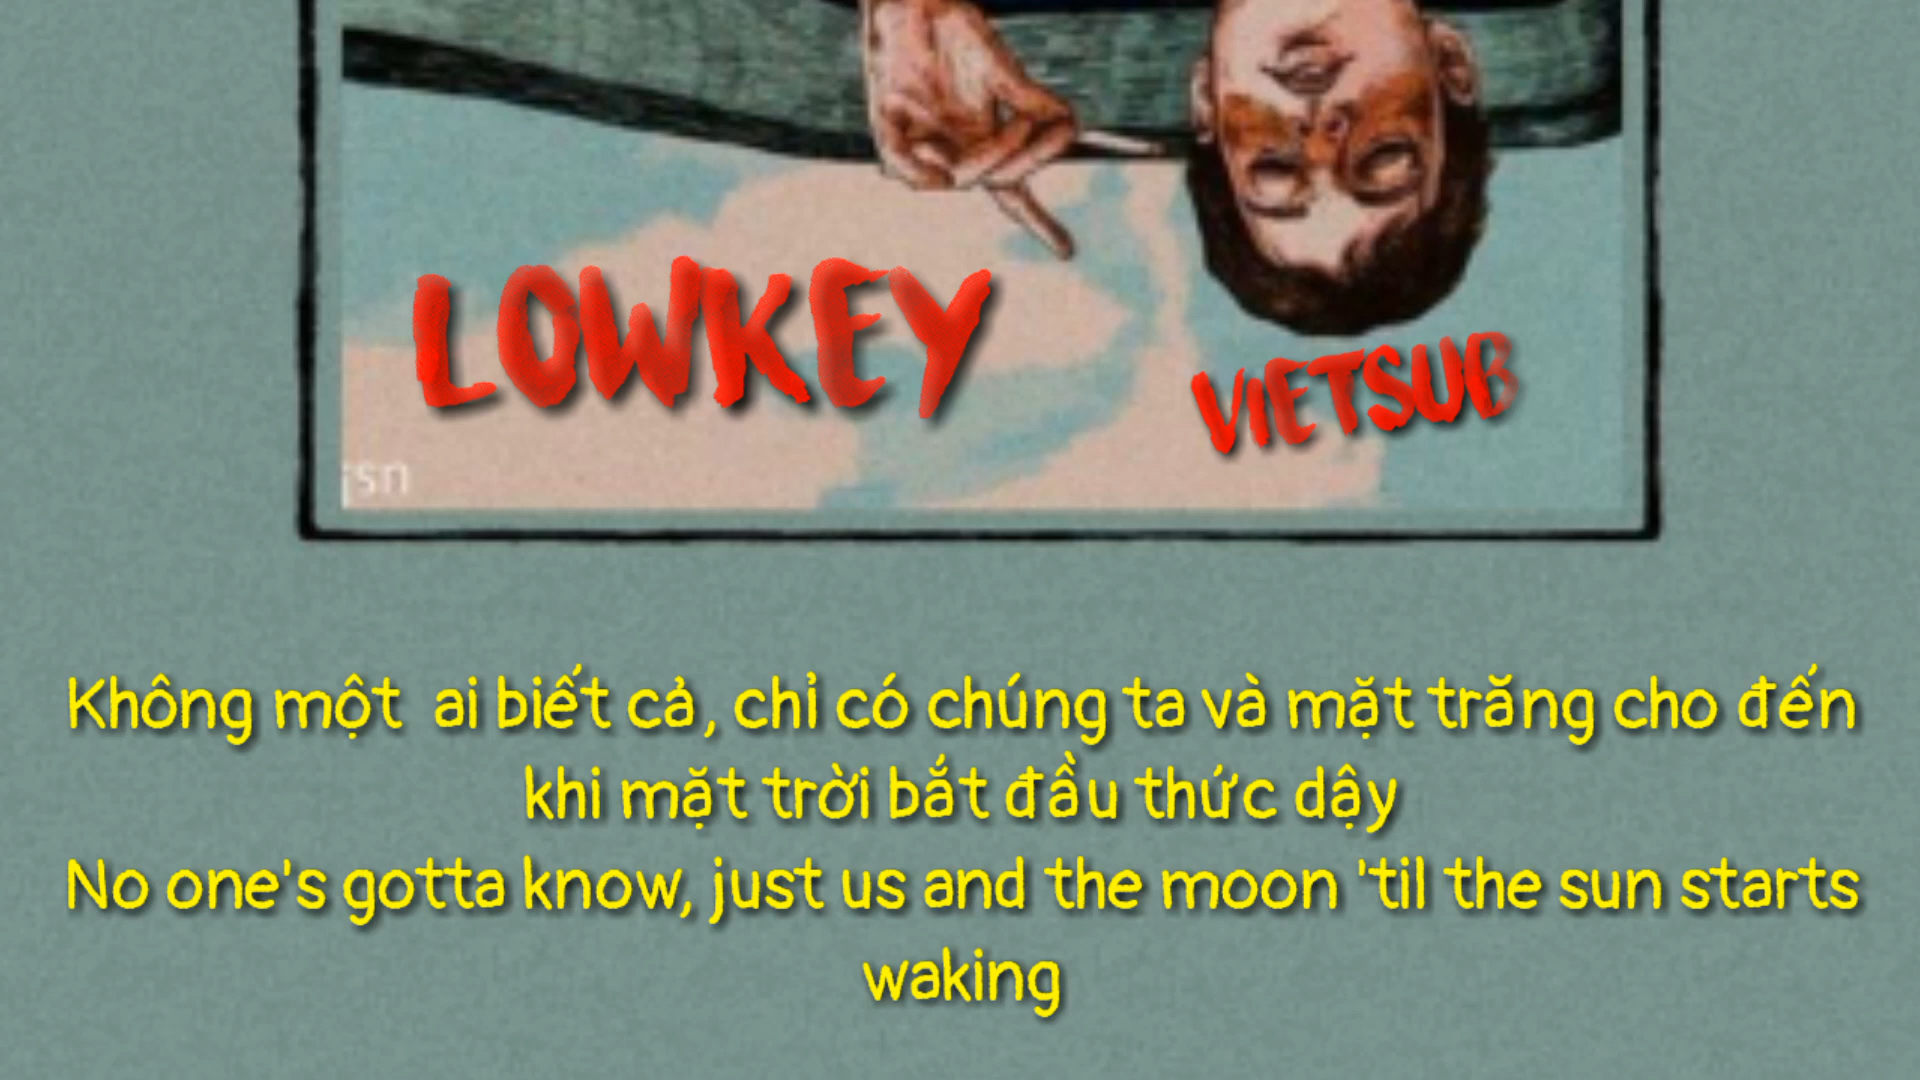 LOWKEY
VIETSUB
Không một ai biết cả, chỉ có chúng ta và mặt trăng cho đến
khi mặt trời bắt đầu thức dậy
No one's gotta know, just us and the moon 'til the sun starts
waking